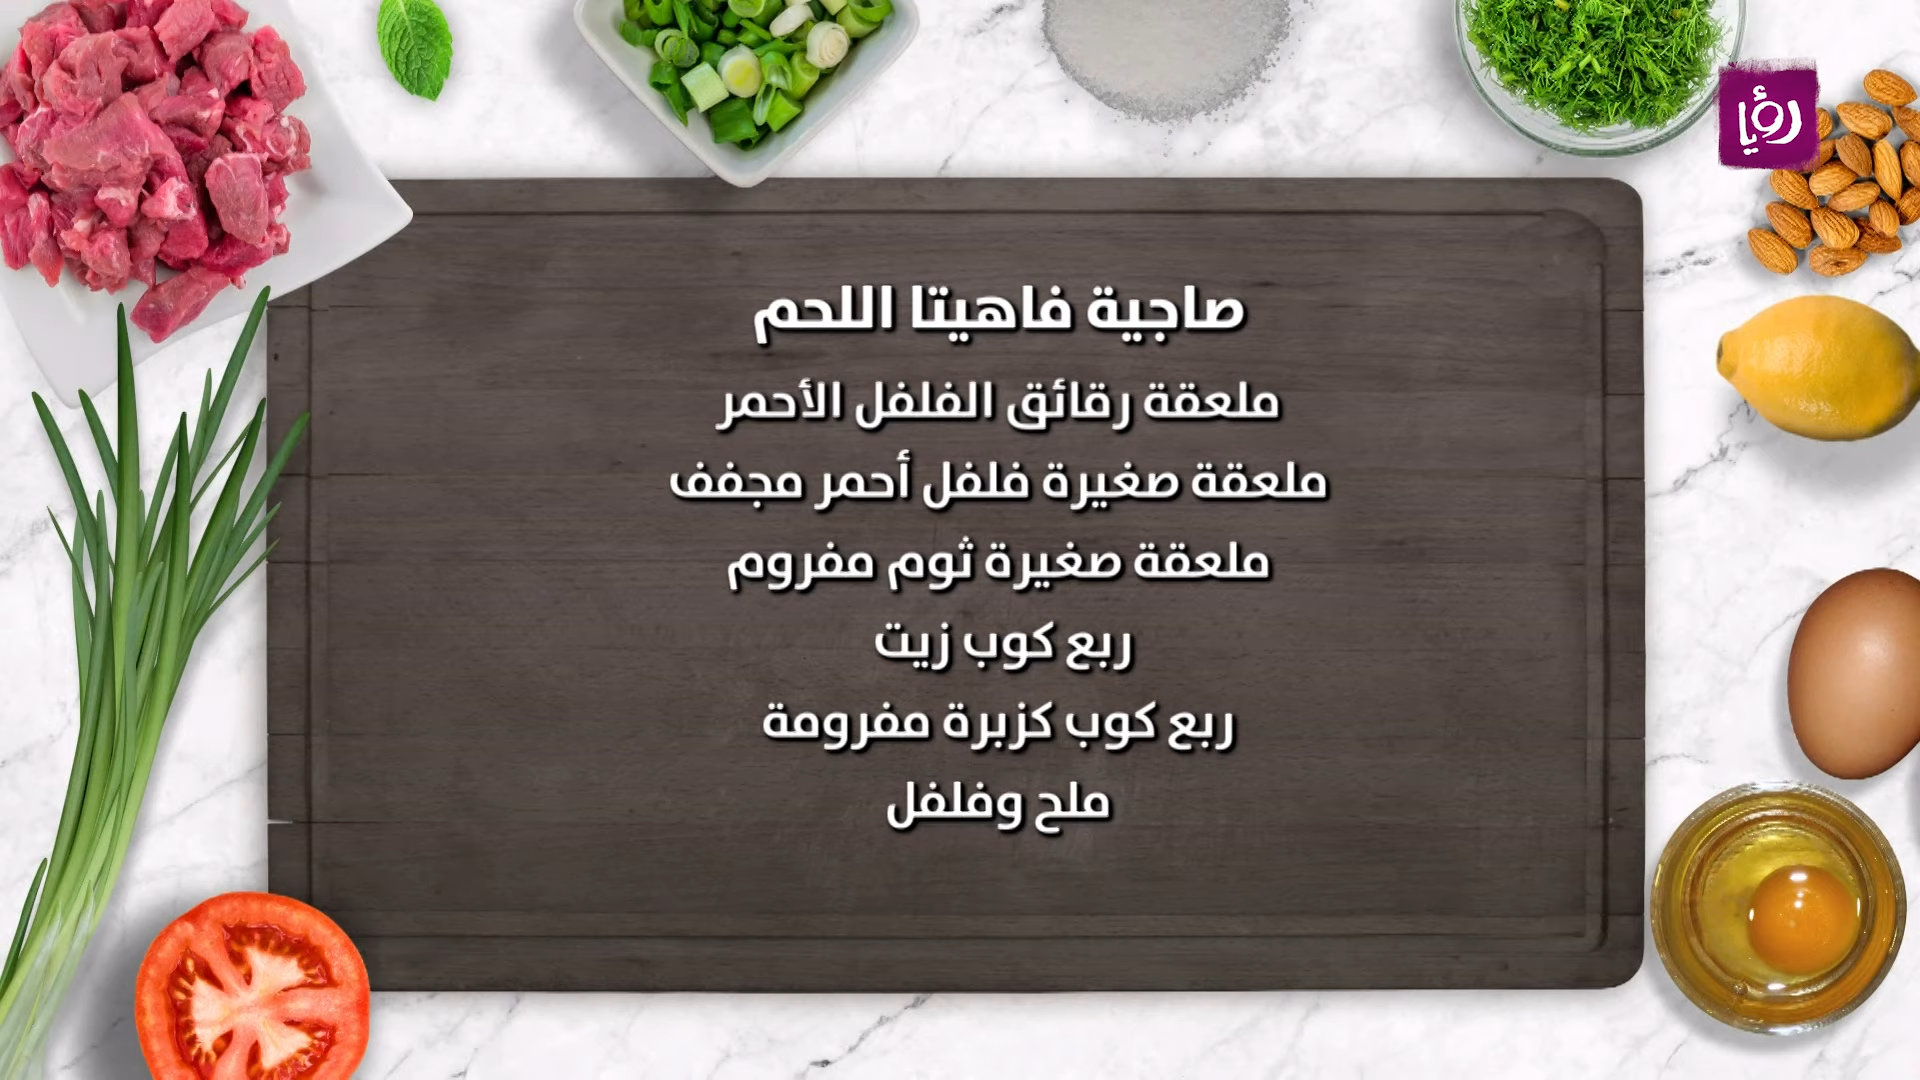 رؤيا
صاجية فاهيتا اللحم
ملعقة رقائق الفلفل الأحمر
ملعقة صغيرة فلفل أحمر مجفف
ملعقة صغيرة ثوم مفروم
ربع كوب زيت
ربع كوب كزبرة مفرومة
ملح وفلفل